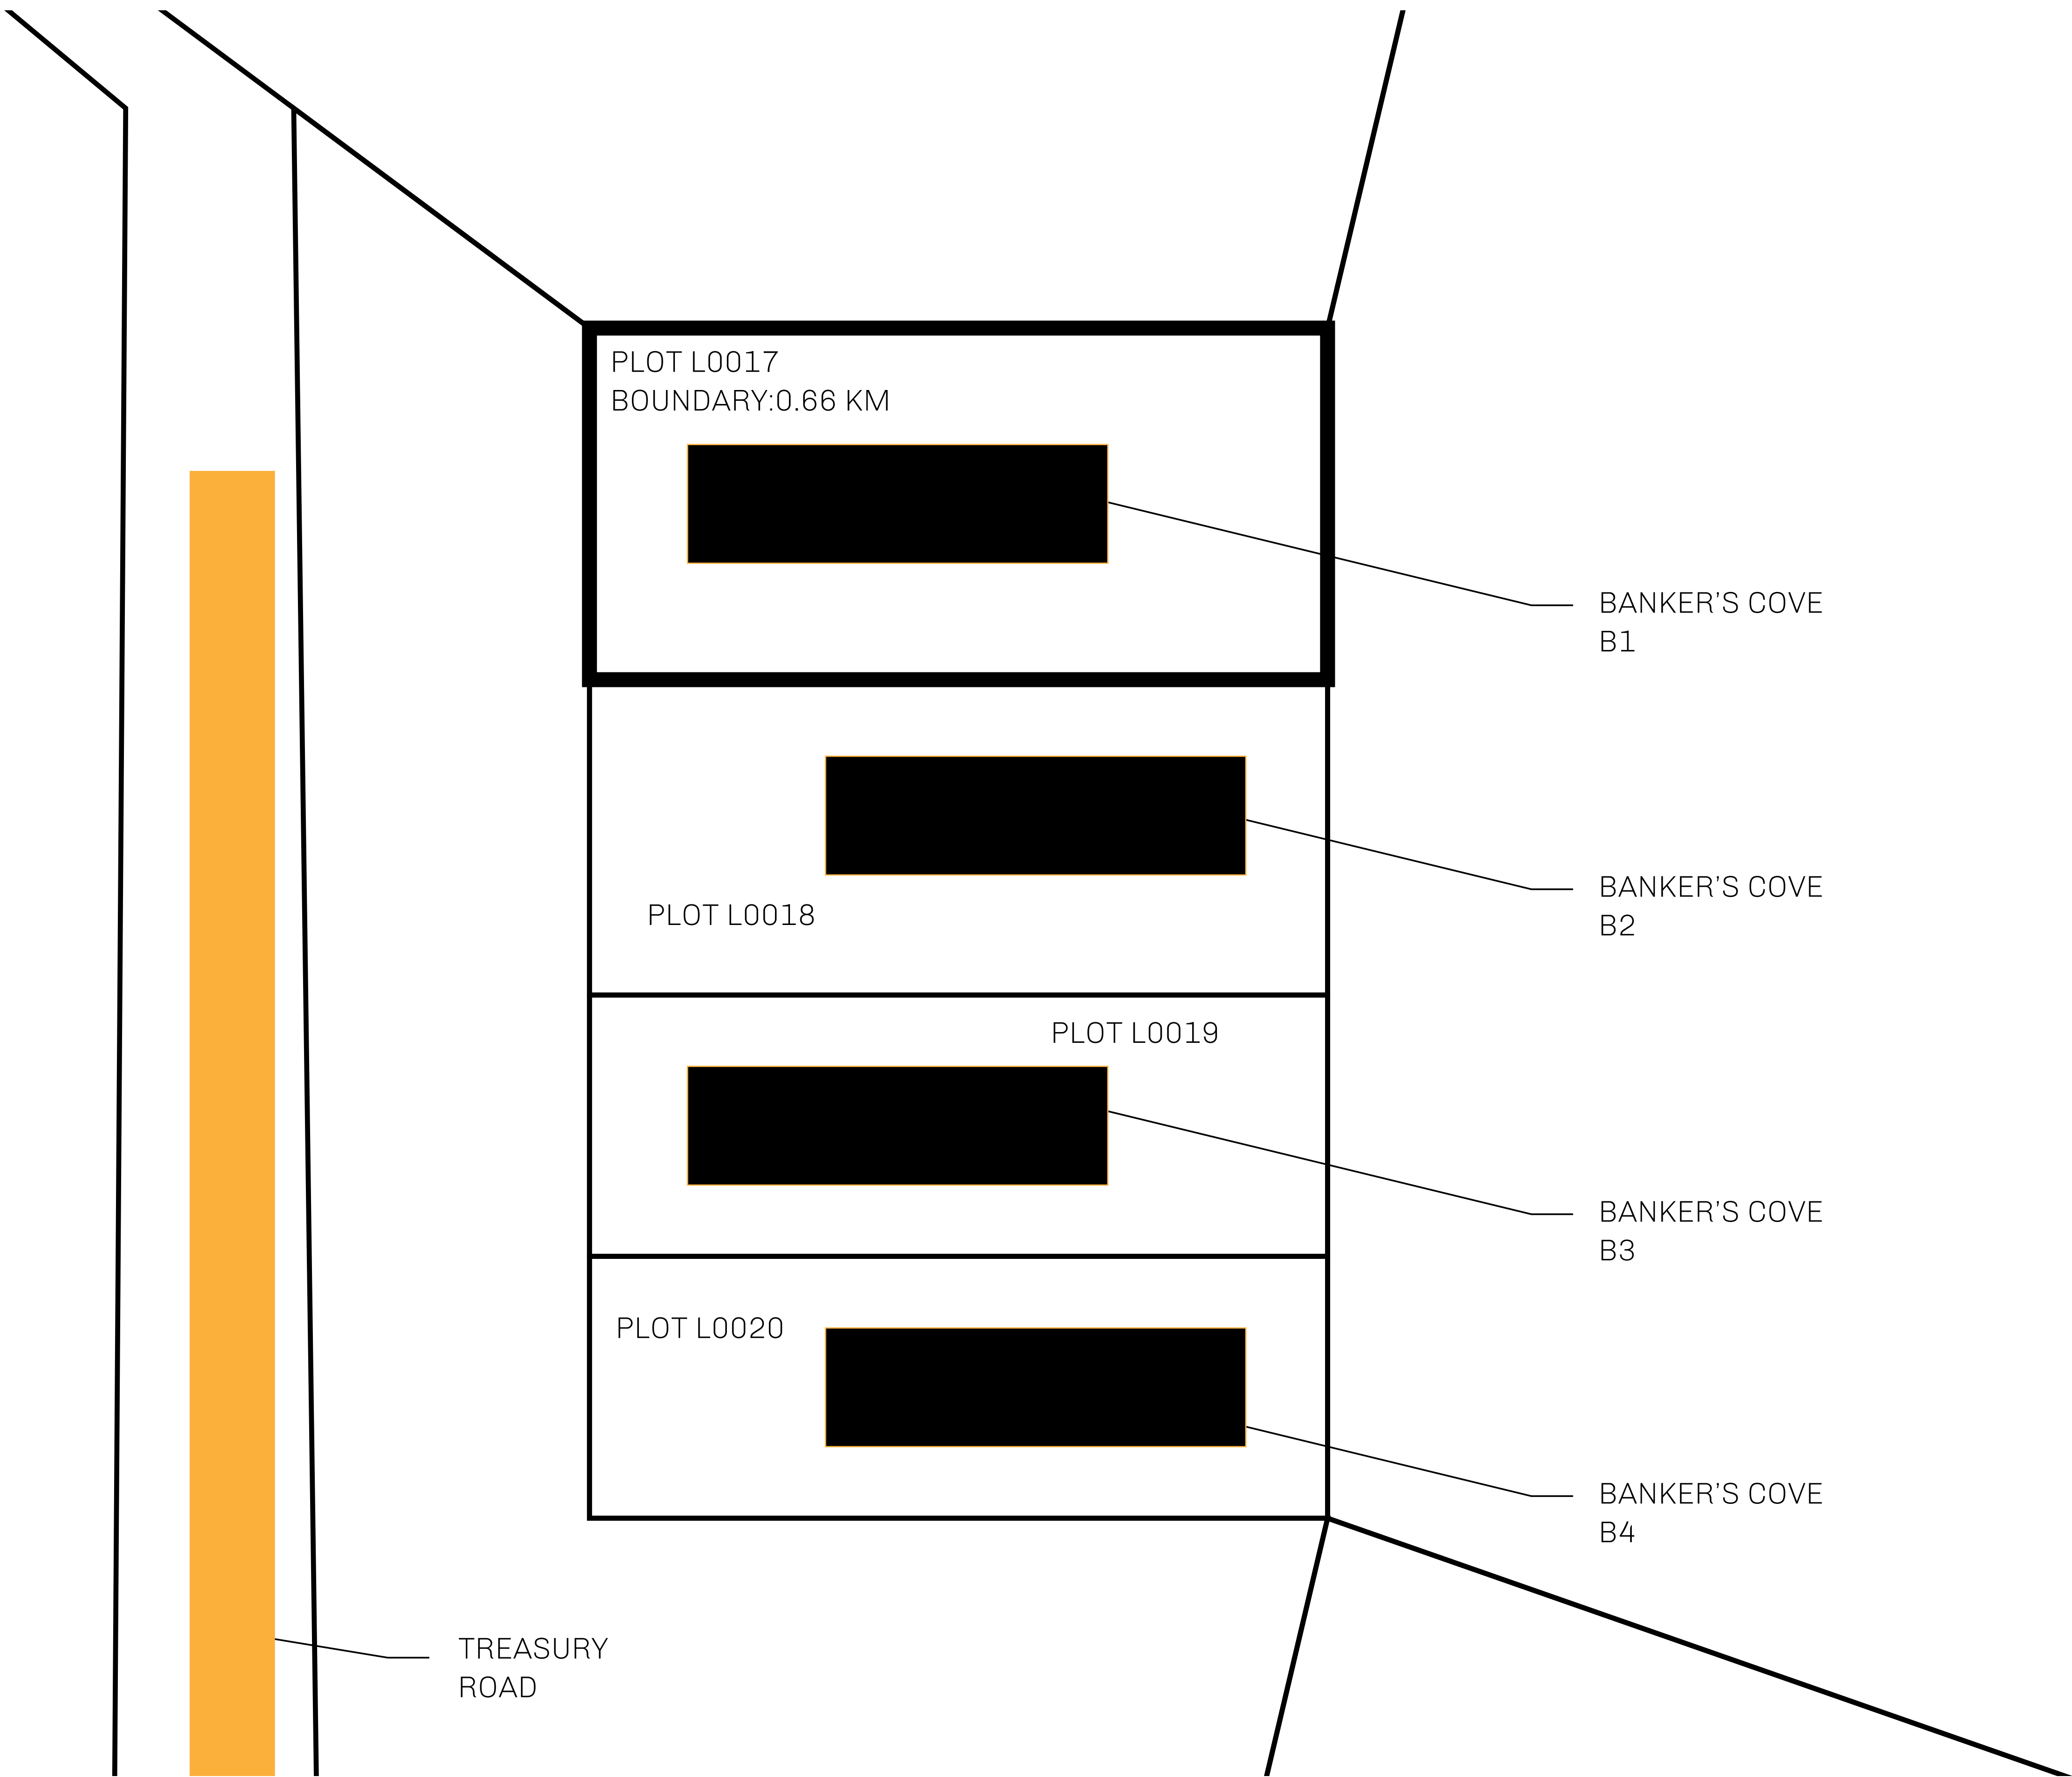 PLOT L0017
BOUNDARY:0.66 KM
BANKER’S COVE
B1
BANKER’S COVE
B2
PLOT L0018
PLOT L0019
BANKER’S COVE
B3
PLOT L0020
BANKER’S COVE
B4
TREASURY
ROAD